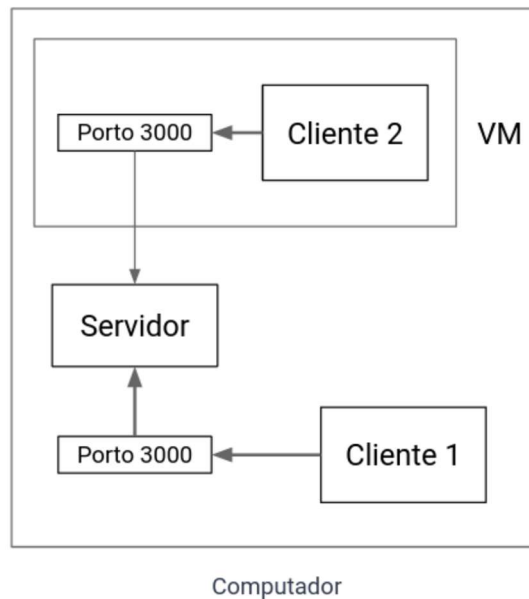 Porto 3000
Cliente 2
VM
Servidor
Porto 3000
Cliente 1
Computador